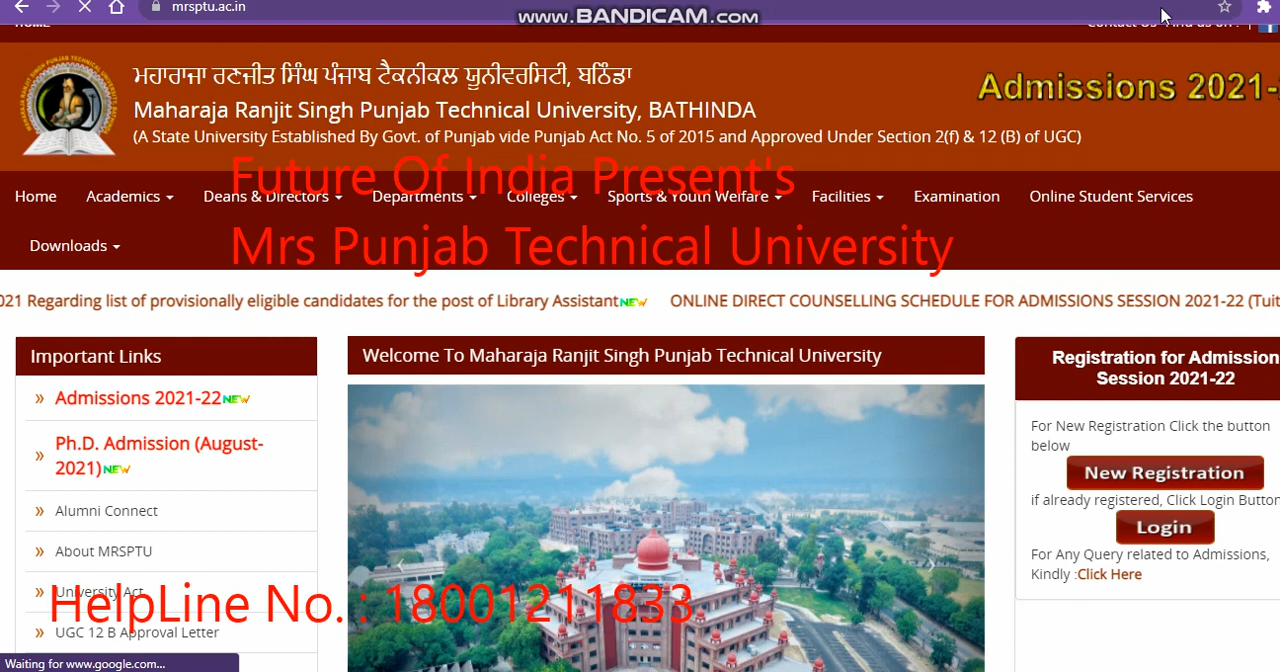 mrsptu.ac.in
www.BANDICAM.com
ਮਹਾਰਾਜਾ ਰਣਜੀਤ ਸਿੰਘ ਪੰਜਾਬ ਟੈਕਨੀਕਲ ਯੂਨੀਵਰਸਿਟੀ, ਬਠਿੰਡਾ
Maharaja Ranjit Singh Punjab Technical University, BATHINDA
(A State University Established By Govt. of Punjab vide Punjab Act No. 5 of 2015 and Approved Under Section 2(f) & 12 (B) of UGC)
Admissions 2021-
Future Of India Present's
Home Academics Deans & Directors Departments Colleges Sports & Youth Welfare Facilities Examination Online Student Services
Mrs Punjab Technical University
Downloads
021 Regarding list of provisionally eligible candidates for the post of Library Assistant NEW ONLINE DIRECT COUNSELLING SCHEDULE FOR ADMISSIONS SESSION 2021-22 (Tuit
Important Links
Admissions 2021-22 NEW
Ph.D. Admission (August-
2021) NEW
Alumni Connect
About MRSPTU
University Act
UGC 12 B Approval Letter
Welcome To Maharaja Ranjit Singh Punjab Technical University
Registration for Admission
Session 2021-22
For New Registration Click the button
below
New Registration
if already registered, Click Login Button
Login
For Any Query related to Admissions,
Kindly :Click Here
HelpLine No. : 18001211833
Waiting for www.google.com...